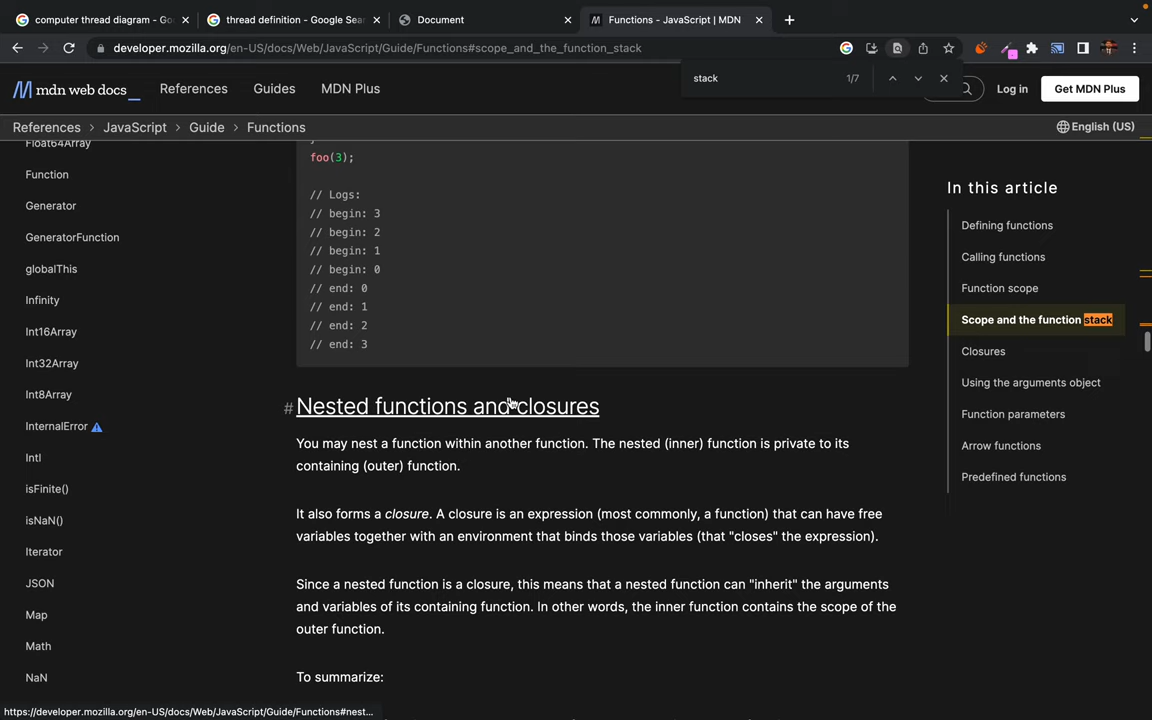 computer thread diagram - Go
thread definition - Google Sear
Document
Functions - JavaScript | MDN
developer.mozilla.org/en-US/docs/Web/JavaScript/Guide/Functions#scope_and_the_function_stack
stack
1/7
mdn web docs_
References
Guides
MDN Plus
Log in
Get MDN Plus
References > JavaScript > Guide > Functions
English (US)
Float64Array
Function
Generator
GeneratorFunction
globalThis
Infinity
Int16Array
Int32Array
Int8Array
InternalError
Intl
isFinite()
isNaN()
Iterator
JSON
Map
Math
NaN
}
foo(3);
// Logs:
// begin: 3
// begin: 2
// begin: 1
// begin: 0
// end: 0
// end: 1
// end: 2
// end: 3
# Nested functions and closures
You may nest a function within another function. The nested (inner) function is private to its
containing (outer) function.
It also forms a closure. A closure is an expression (most commonly, a function) that can have free
variables together with an environment that binds those variables (that "closes" the expression).
Since a nested function is a closure, this means that a nested function can "inherit" the arguments
and variables of its containing function. In other words, the inner function contains the scope of the
outer function.
To summarize:
In this article
Defining functions
Calling functions
Function scope
Scope and the function stack
Closures
Using the arguments object
Function parameters
Arrow functions
Predefined functions
https://developer.mozilla.org/en-US/docs/Web/JavaScript/Guide/Functions#nest...